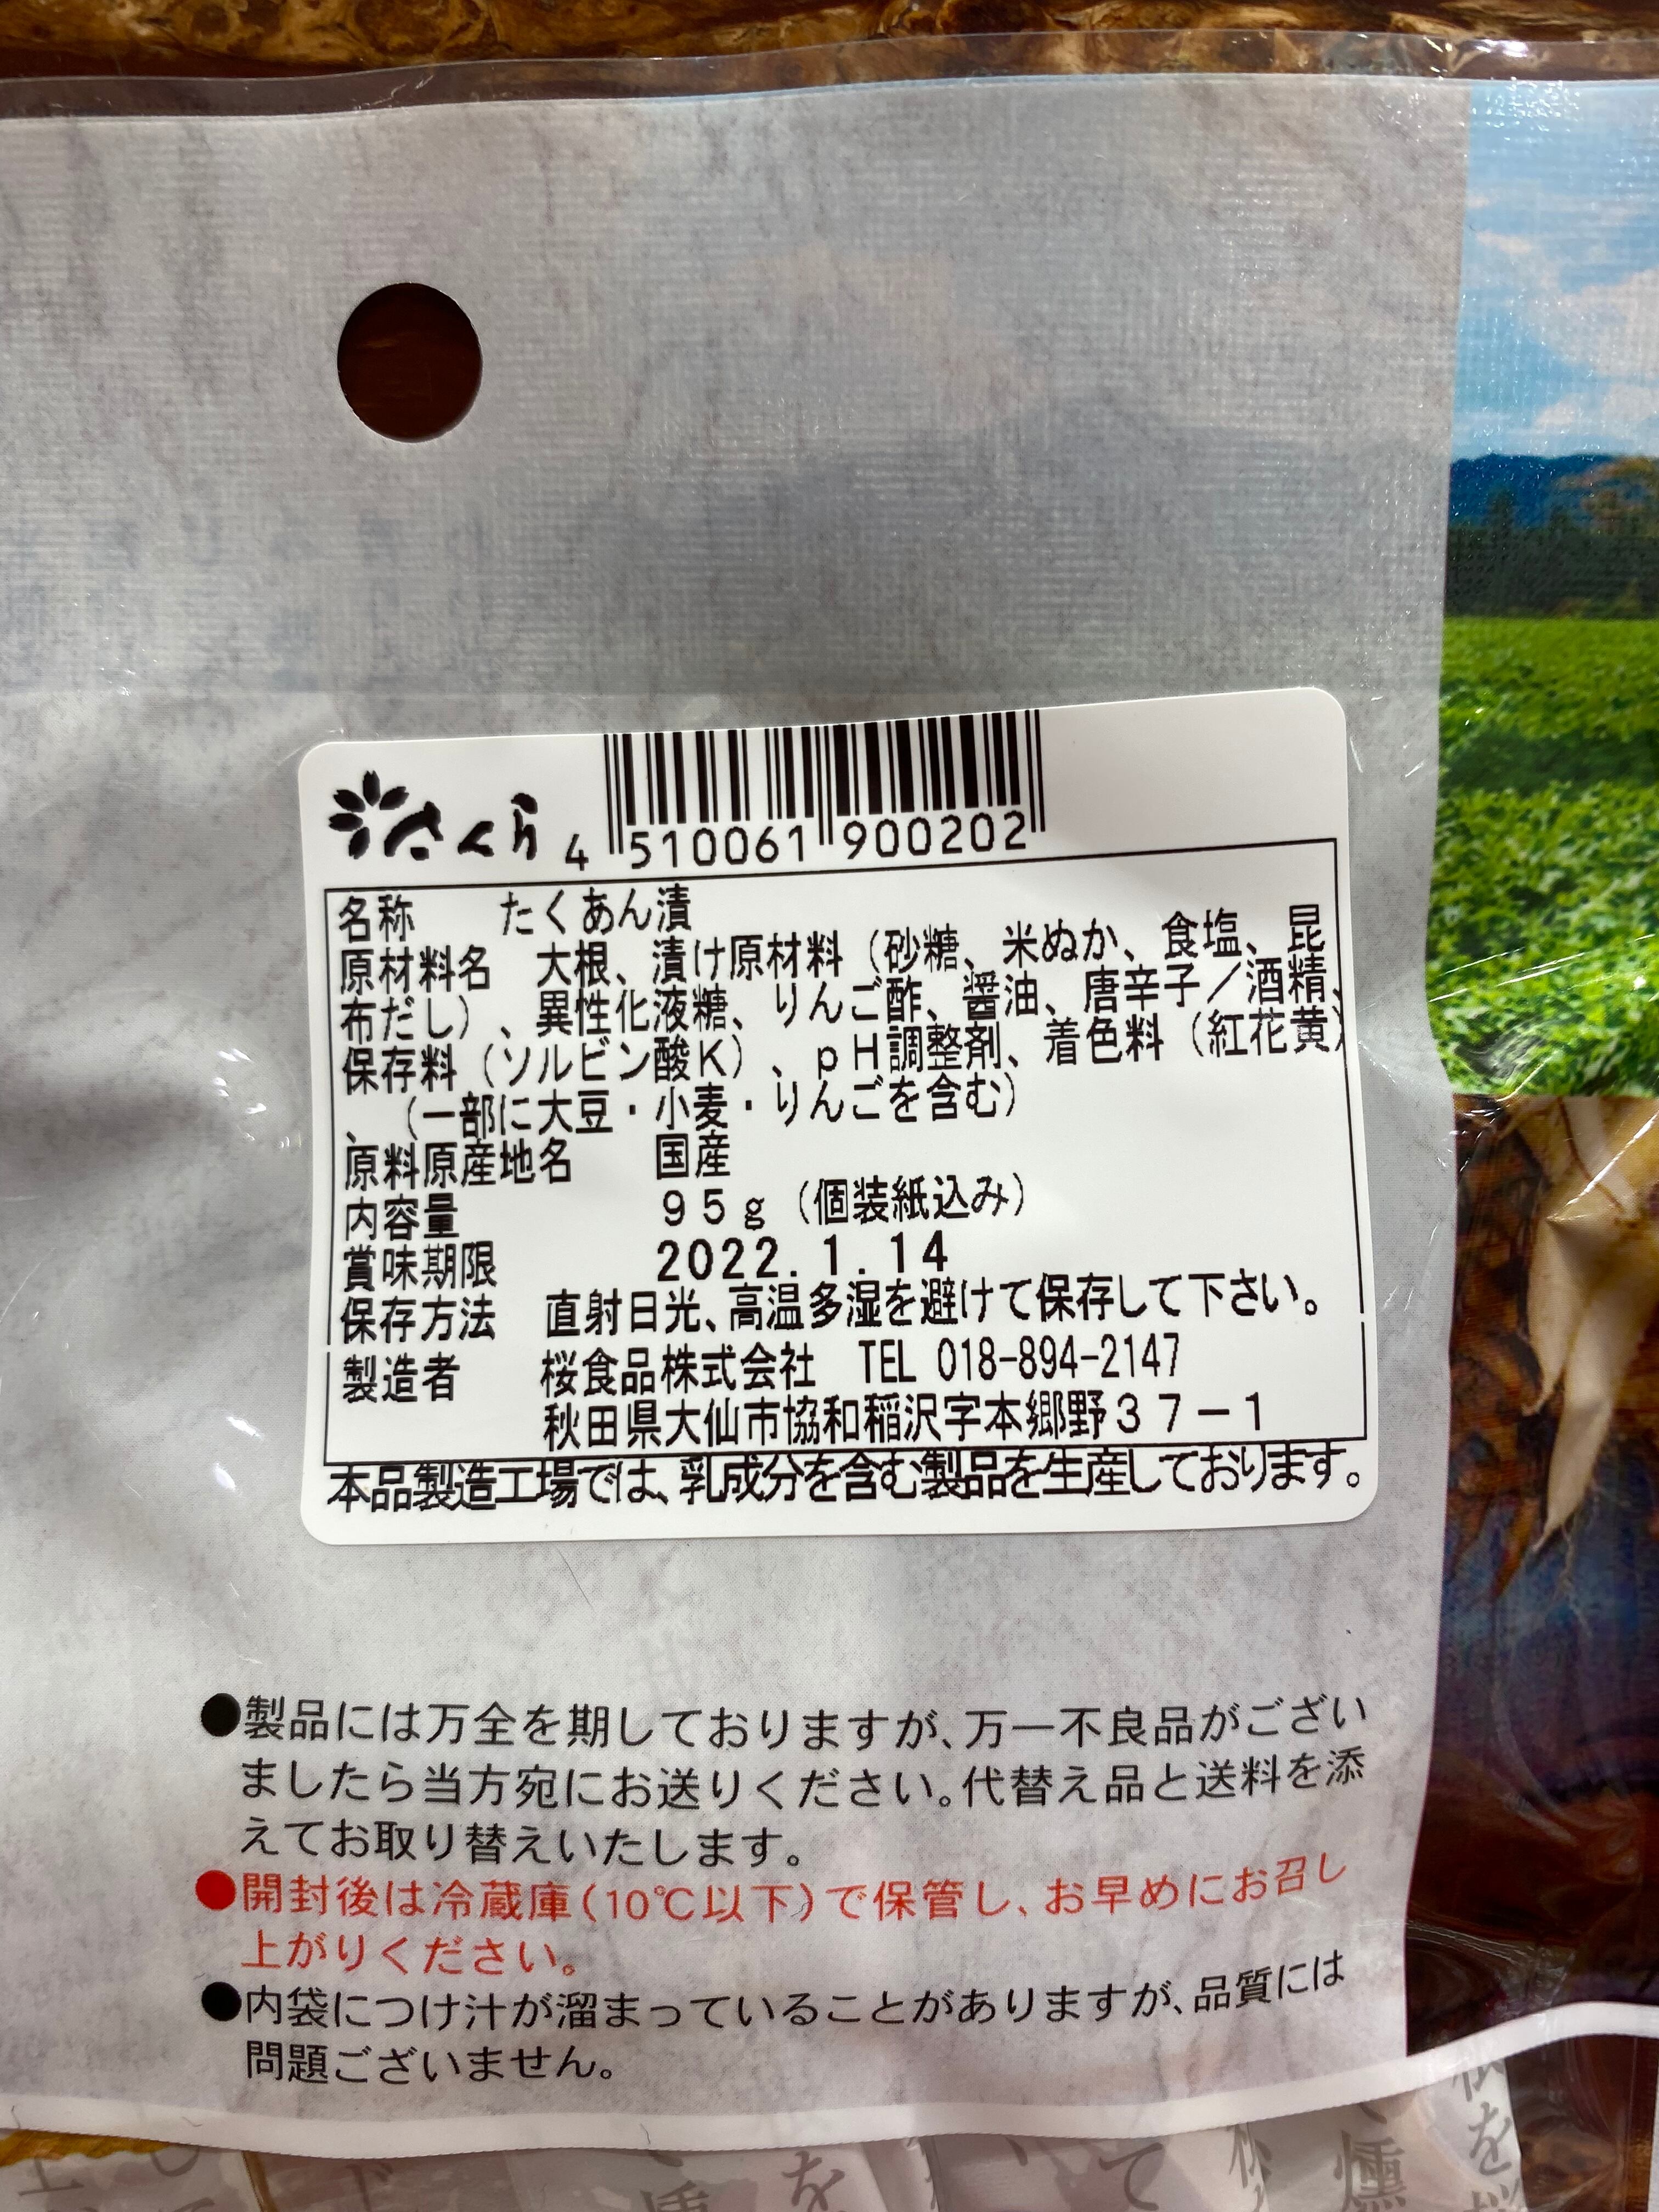 さくら
4 510061 900202
名称 たくあん漬
原材料名 大根、漬け原材料（砂糖、米ぬか、食塩、昆
布だし）、異性化液糖、りんご酢、醤油、唐辛子／酒精、
保存料（ソルビン酸K）、pH調整剤、着色料（紅花黄）
、（一部に大豆・小麦・りんごを含む）
原料原産地名 国産
内容量 95g（個装紙込み）
賞味期限 2022.1.14
保存方法 直射日光、高温多湿を避けて保存して下さい。
製造者 桜食品株式会社 TEL 018-894-2147
秋田県大仙市協和稲沢字本郷野37-1
本品製造工場では、乳成分を含む製品を生産しております。
●製品には万全を期しておりますが、万一不良品がござい
ましたら当方宛にお送りください。代替え品と送料を添
えてお取り替えいたします。
●開封後は冷蔵庫(10℃以下)で保管し、お早めにお召し
上がりください。
●内袋につけ汁が溜まっていることがありますが、品質には
問題ございません。